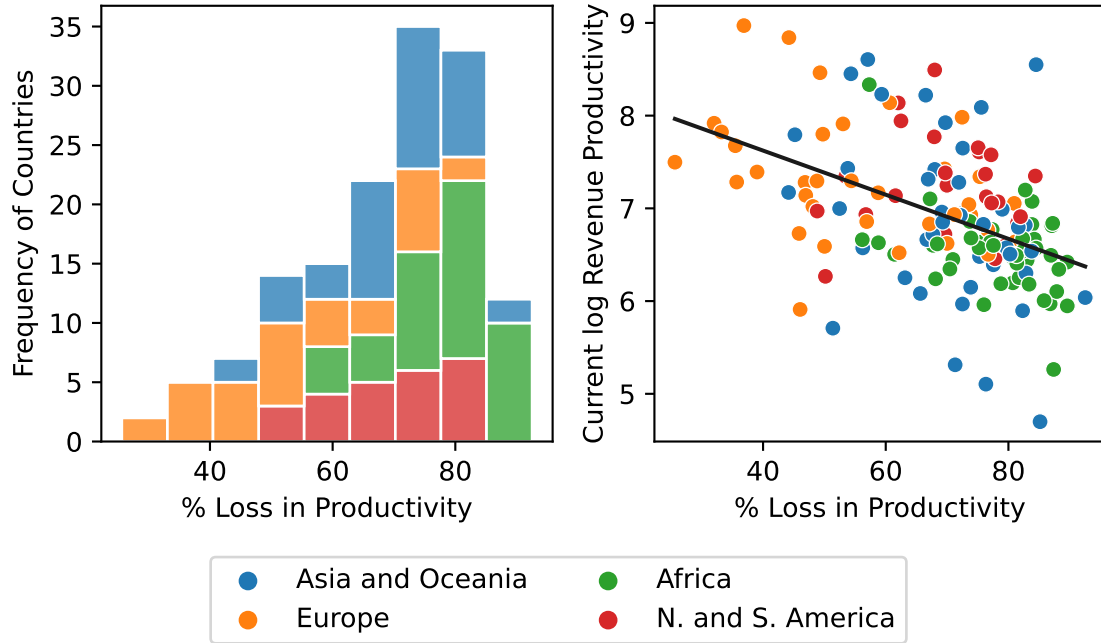 Frequency of Countries
35
30
25
20
15
10
5
0
40
60
80
% Loss in Productivity
Current log Revenue Productivity
9
8
7
6
5
40
60
80
% Loss in Productivity
Asia and Oceania
Europe
Africa
N. and S. America